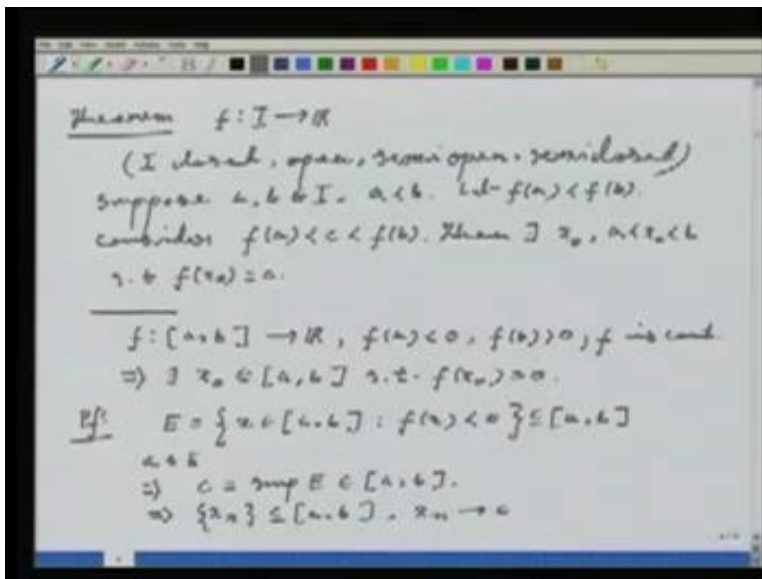 Theorem f : I → ℝ
(I closed, open, semi open, semiclosed)
suppose a, b ∈ I, a < b. Let f(a) < f(b).
consider f(a) < c < f(b). Then ∃ x₀, a < x₀ < b
s.t f(x₀) = c.
f : [a, b] → ℝ, f(a) < 0, f(b) > 0, f is cont.
⇒ ∃ x₀ ∈ [a, b] s.t. f(x₀) = 0.
Pf: E = { x ∈ [a, b] : f(x) < 0 } ⊆ [a, b]
a ∈ E
⇒ c = sup E ∈ [a, b].
⇒ {xₙ} ⊆ [a, b], xₙ → c